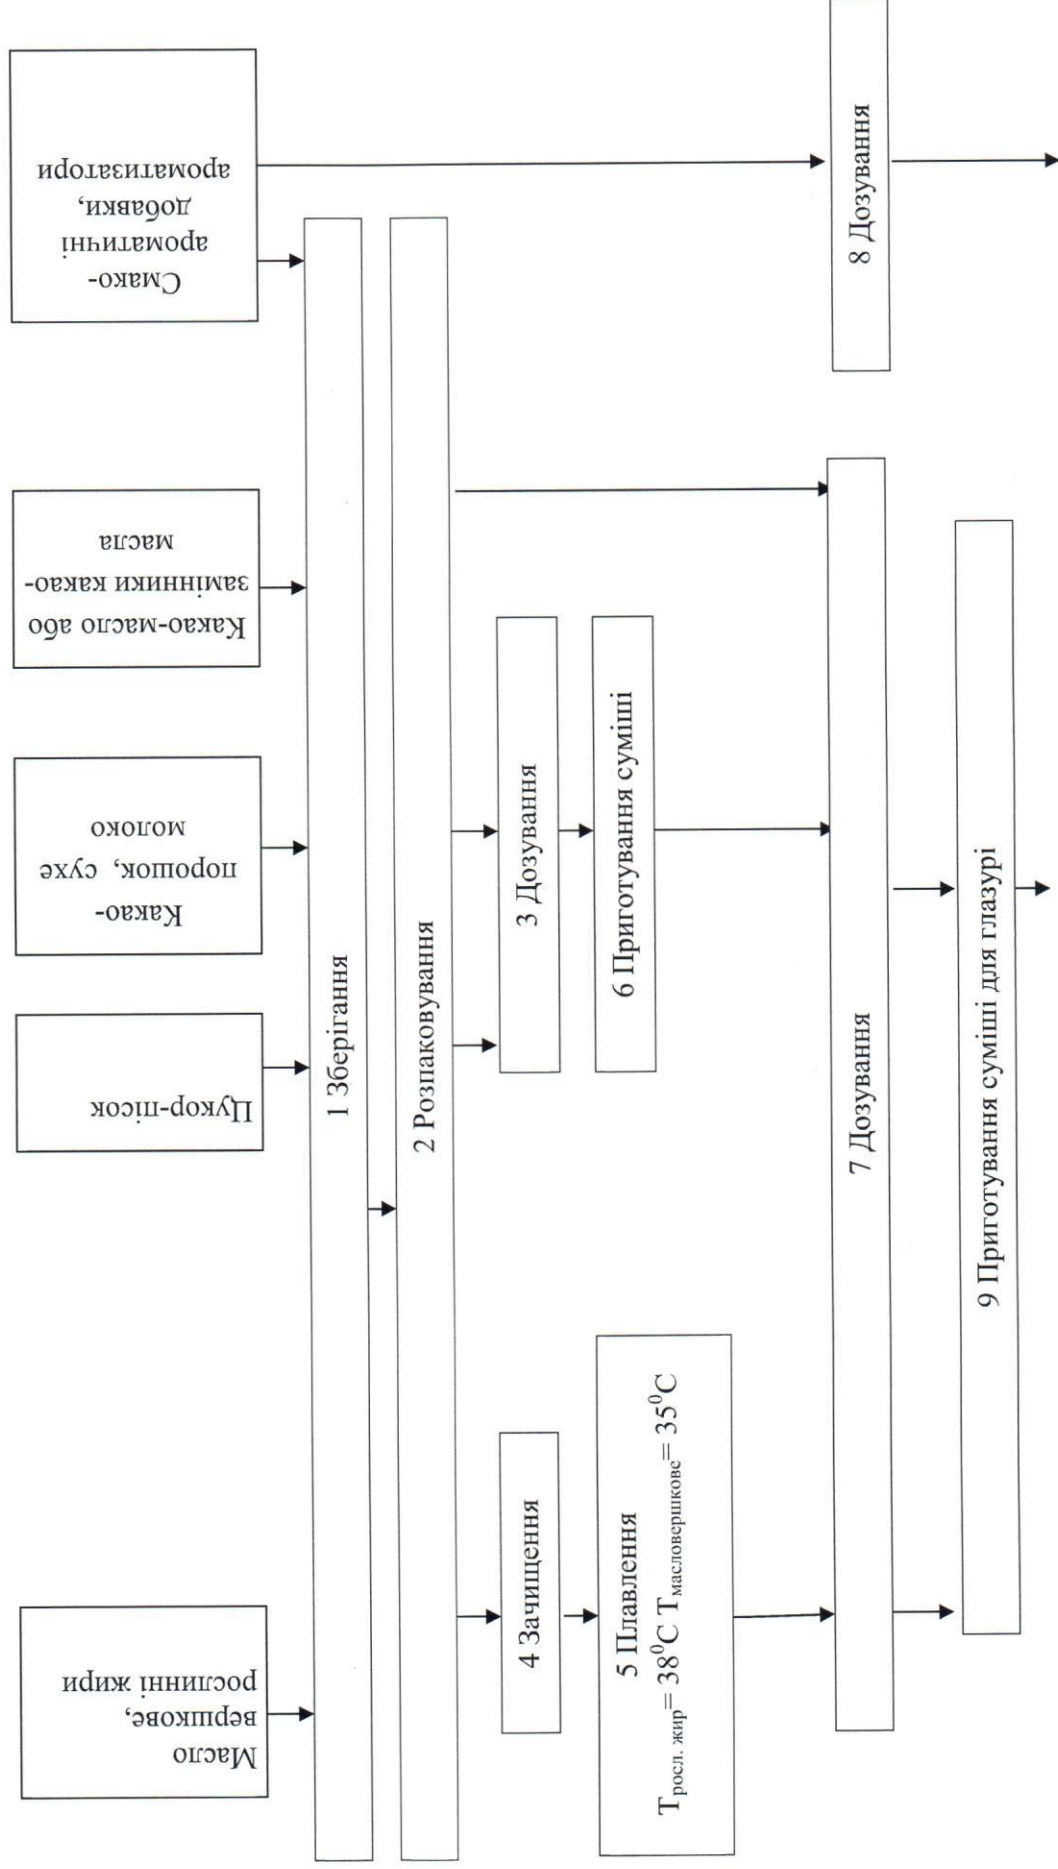 Масло
вершкове,
рослинні жири
Цукор-пісок
Какао-
порошок, сухе
молоко
Какао-масло або
замінники какао-
масла
Смако-
ароматичні
добавки,
ароматизатори
1 Зберігання
2 Розпаковування
4 Зачищення
3 Дозування
5 Плавлення
Tросл. жир= 38⁰C Tмасловершкове= 35⁰C
6 Приготування суміші
7 Дозування
8 Дозування
9 Приготування суміші для глазурі